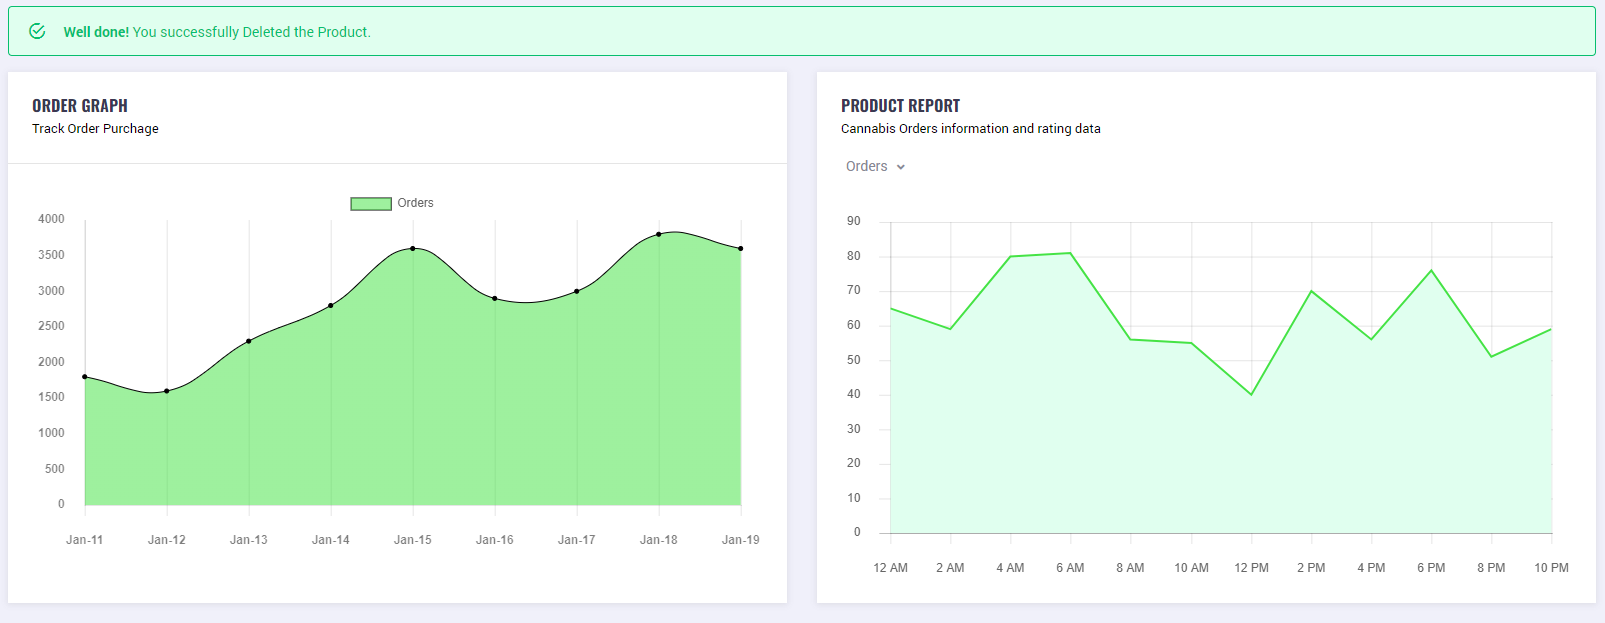 Well done! You successfully Deleted the Product.
ORDER GRAPH
Track Order Purchage
Orders
4000
3500
3000
2500
2000
1500
1000
500
0
Jan-11 Jan-12 Jan-13 Jan-14 Jan-15 Jan-16 Jan-17 Jan-18 Jan-19
PRODUCT REPORT
Cannabis Orders information and rating data
Orders
90
80
70
60
50
40
30
20
10
0
12 AM 2 AM 4 AM 6 AM 8 AM 10 AM 12 PM 2 PM 4 PM 6 PM 8 PM 10 PM